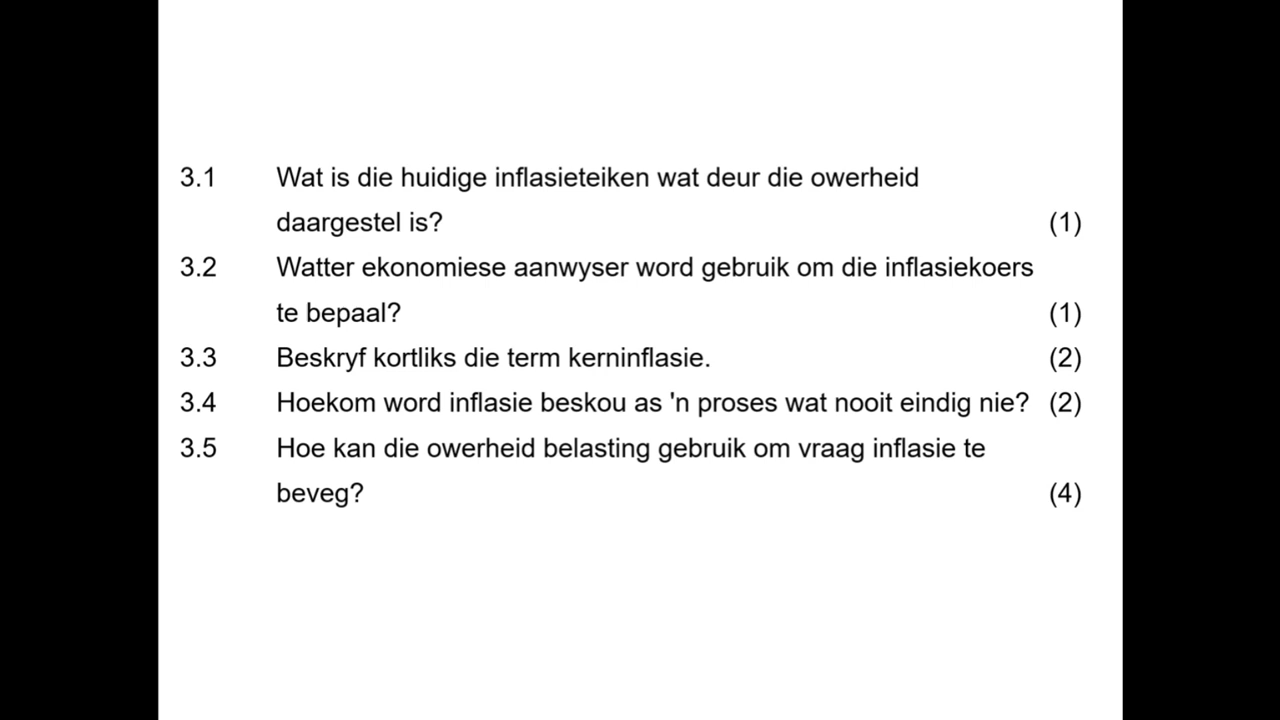 3.1 Wat is die huidige inflasieteiken wat deur die owerheid
daargestel is? (1)
3.2 Watter ekonomiese aanwyser word gebruik om die inflasiekoers
te bepaal? (1)
3.3 Beskryf kortliks die term kerninflasie. (2)
3.4 Hoekom word inflasie beskou as 'n proses wat nooit eindig nie? (2)
3.5 Hoe kan die owerheid belasting gebruik om vraag inflasie te
beveg? (4)